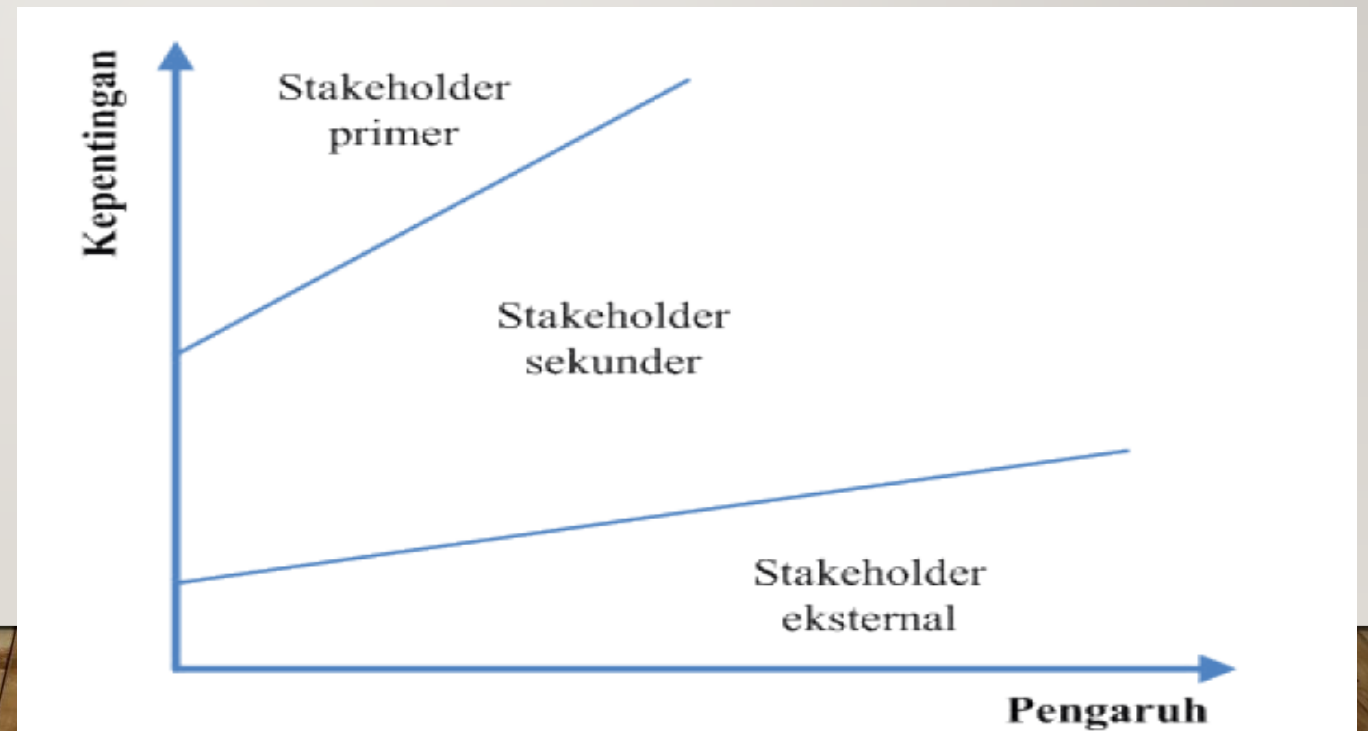 Kepentingan
Stakeholder
primer
Stakeholder
sekunder
Stakeholder
eksternal
Pengaruh